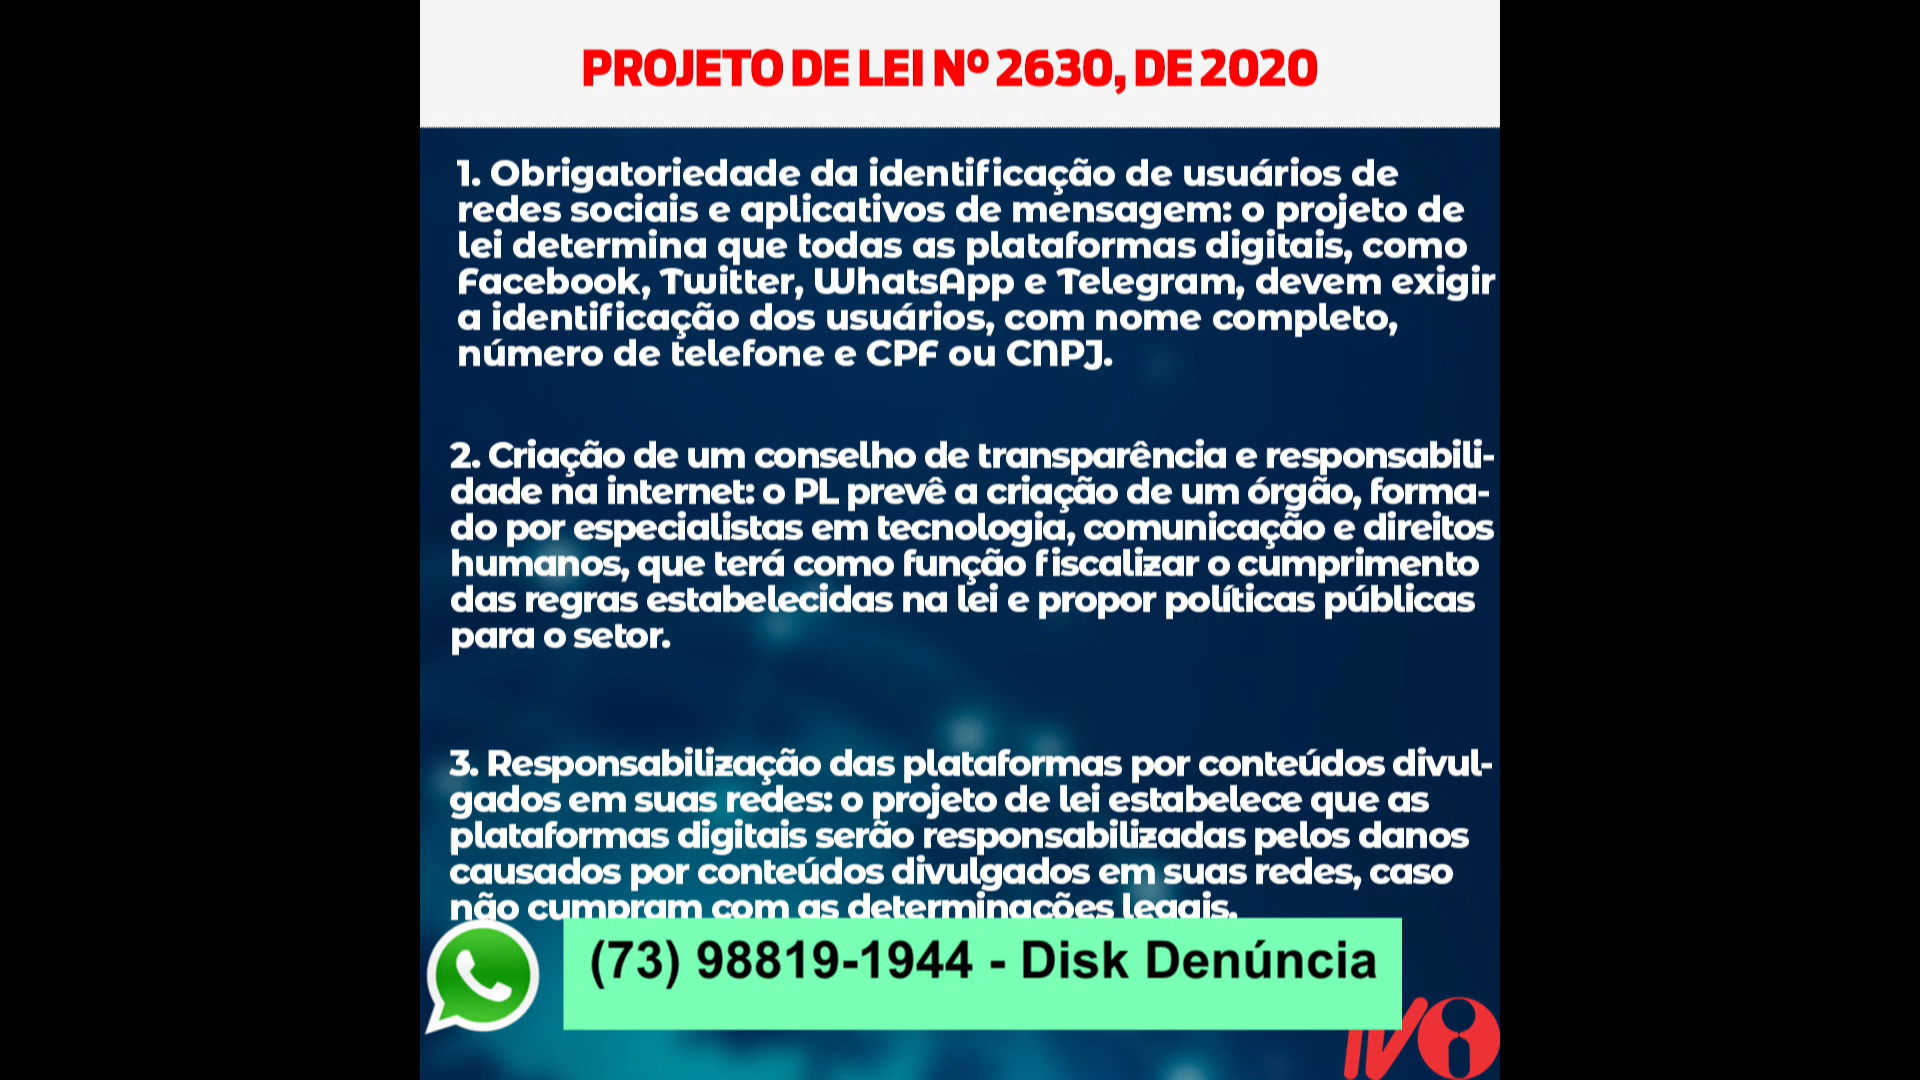 PROJETO DE LEI Nº 2630, DE 2020
1. Obrigatoriedade da identificação de usuários de
redes sociais e aplicativos de mensagem: o projeto de
lei determina que todas as plataformas digitais, como
Facebook, Twitter, WhatsApp e Telegram, devem exigir
a identificação dos usuários, com nome completo,
número de telefone e CPF ou CNPJ.
2. Criação de um conselho de transparência e responsabili-
dade na internet: o PL prevê a criação de um órgão, forma-
do por especialistas em tecnologia, comunicação e direitos
humanos, que terá como função fiscalizar o cumprimento
das regras estabelecidas na lei e propor políticas públicas
para o setor.
3. Responsabilização das plataformas por conteúdos divul-
gados em suas redes: o projeto de lei estabelece que as
plataformas digitais serão responsabilizadas pelos danos
causados por conteúdos divulgados em suas redes, caso
não cumpram com as determinações legais.
(73) 98819-1944 - Disk Denúncia
TVi